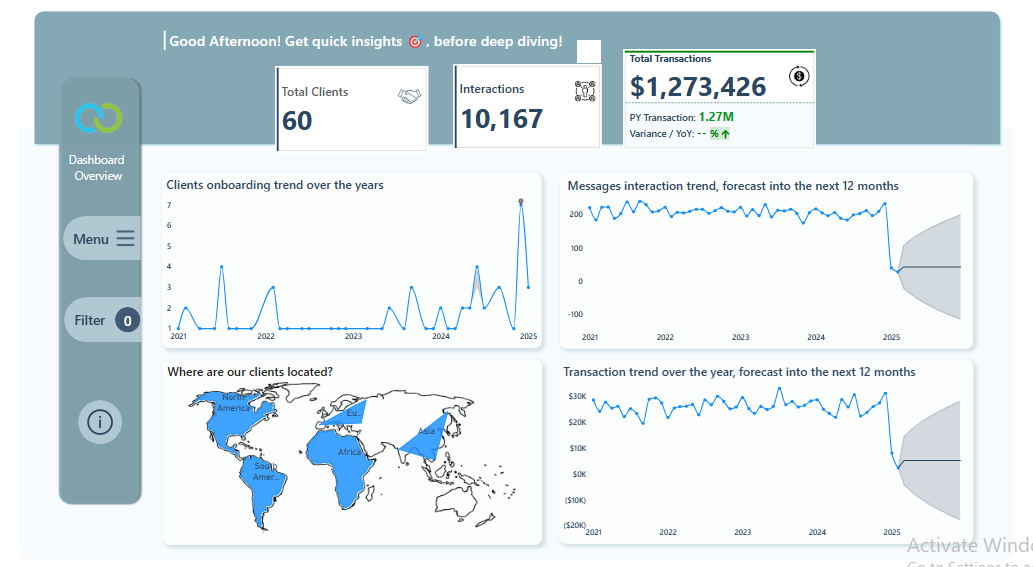 Good Afternoon! Get quick insights 🎯 , before deep diving!
Total Clients
60
Interactions
10,167
Total Transactions
$1,273,426
PY Transaction: 1.27M
Variance / YoY: -- % ↑
Dashboard
Overview
Menu
Filter 0
i
Clients onboarding trend over the years
7
6
5
4
3
2
1
2021 2022 2023 2024 2025
Messages interaction trend, forecast into the next 12 months
200
100
0
-100
2021 2022 2023 2024 2025
Where are our clients located?
North
America
Eu...
Asia
Africa
South
Amer...
Transaction trend over the year, forecast into the next 12 months
$30K
$20K
$10K
$0K
($10K)
($20K)
2021 2022 2023 2024 2025
Activate Windo